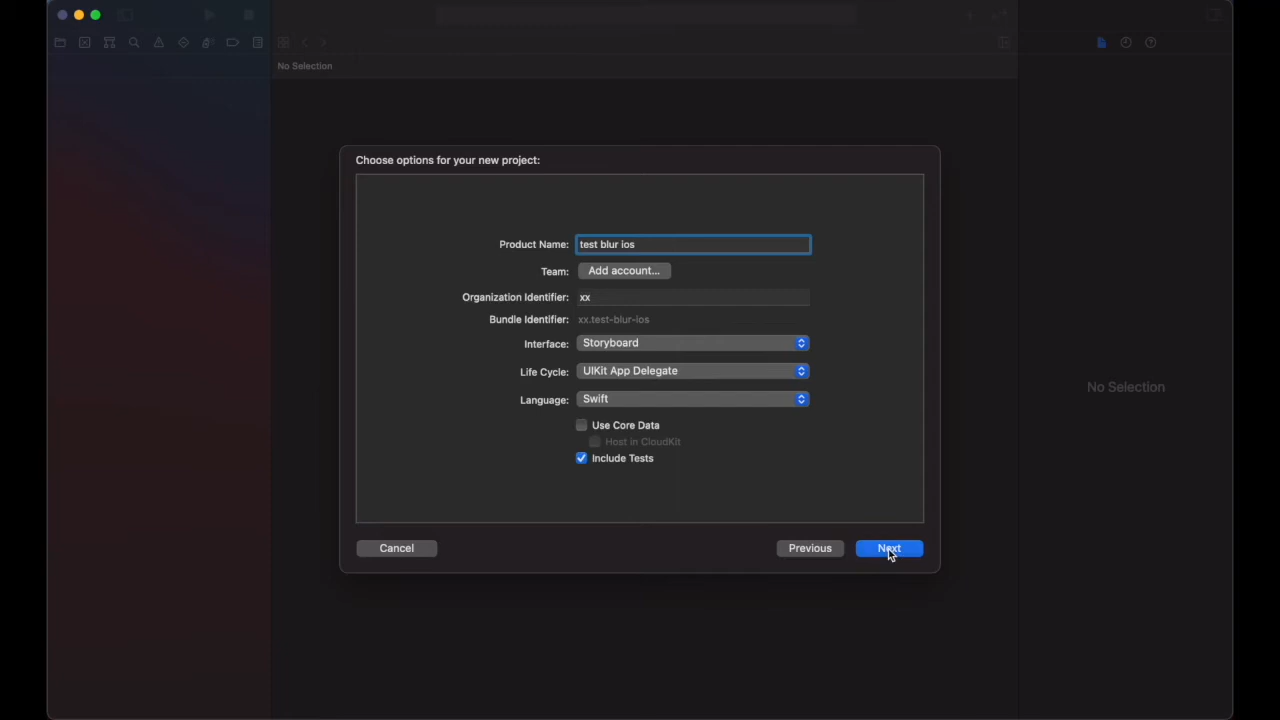 No Selection
Choose options for your new project:
Product Name: test blur ios
Team: Add account...
Organization Identifier: xx
Bundle Identifier: xx.test-blur-ios
Interface: Storyboard
Life Cycle: UIKit App Delegate
Language: Swift
Use Core Data
Host in CloudKit
Include Tests
No Selection
Cancel Previous Next